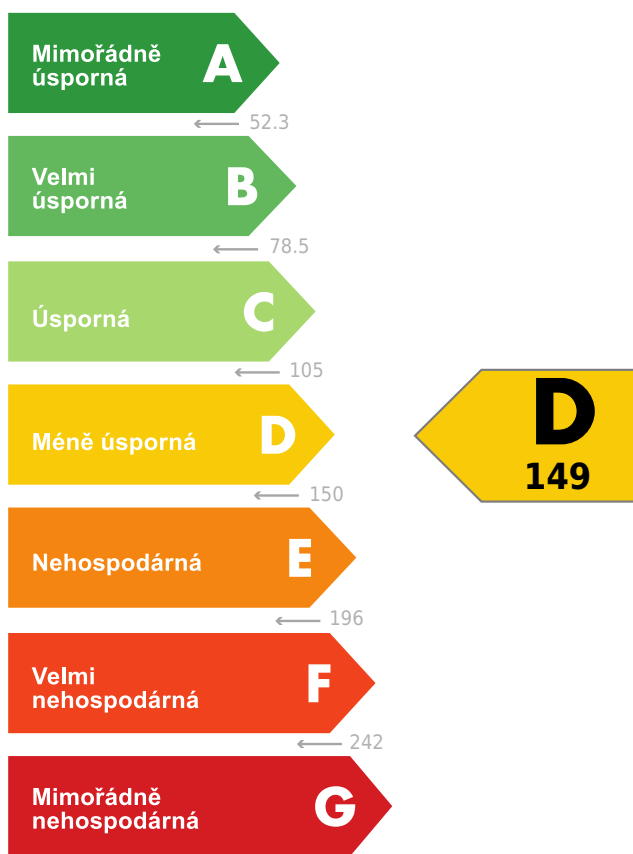 Mimořádně
úsporná
A
52.3
Velmi
úsporná
B
78.5
Úsporná
C
105
Méně úsporná
D
D
149
150
Nehospodárná
E
196
Velmi
nehospodárná
F
242
Mimořádně
nehospodárná
G